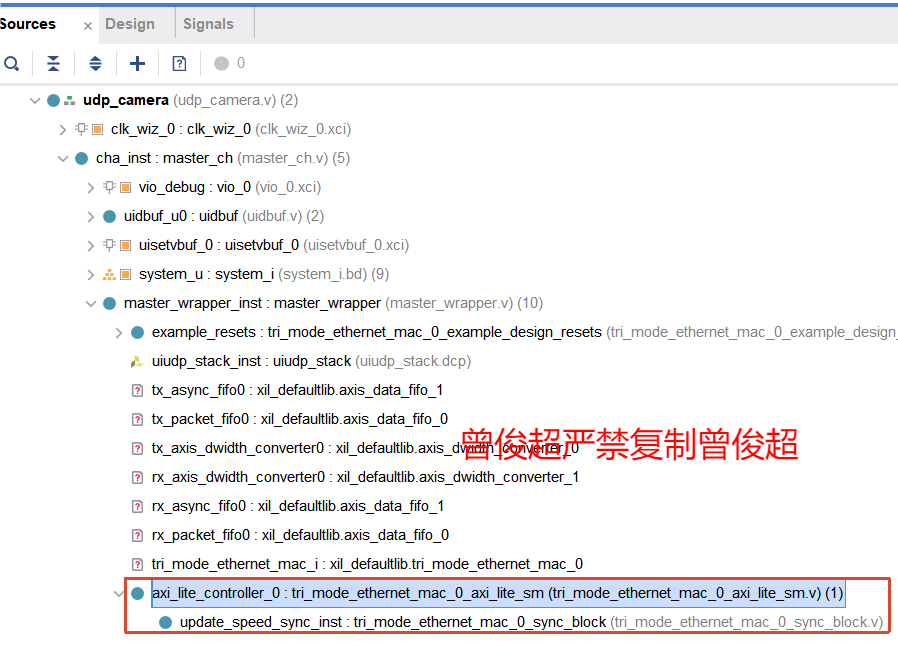 Sources × Design Signals
0
udp_camera (udp_camera.v) (2)
clk_wiz_0 : clk_wiz_0 (clk_wiz_0.xci)
cha_inst : master_ch (master_ch.v) (5)
vio_debug : vio_0 (vio_0.xci)
uidbuf_u0 : uidbuf (uidbuf.v) (2)
uisetvbuf_0 : uisetvbuf_0 (uisetvbuf_0.xci)
system_u : system_i (system_i.bd) (9)
master_wrapper_inst : master_wrapper (master_wrapper.v) (10)
example_resets : tri_mode_ethernet_mac_0_example_design_resets (tri_mode_ethernet_mac_0_example_design_
uiudp_stack_inst : uiudp_stack (uiudp_stack.dcp)
tx_async_fifo0 : xil_defaultlib.axis_data_fifo_1
tx_packet_fifo0 : xil_defaultlib.axis_data_fifo_0
tx_axis_dwidth_converter0 : xil_defaultlib.axis_dwidth_converter_0
曾俊超严禁复制曾俊超
rx_axis_dwidth_converter0 : xil_defaultlib.axis_dwidth_converter_1
rx_async_fifo0 : xil_defaultlib.axis_data_fifo_1
rx_packet_fifo0 : xil_defaultlib.axis_data_fifo_0
tri_mode_ethernet_mac_i : xil_defaultlib.tri_mode_ethernet_mac_0
axi_lite_controller_0 : tri_mode_ethernet_mac_0_axi_lite_sm (tri_mode_ethernet_mac_0_axi_lite_sm.v) (1)
update_speed_sync_inst : tri_mode_ethernet_mac_0_sync_block (tri_mode_ethernet_mac_0_sync_block.v)